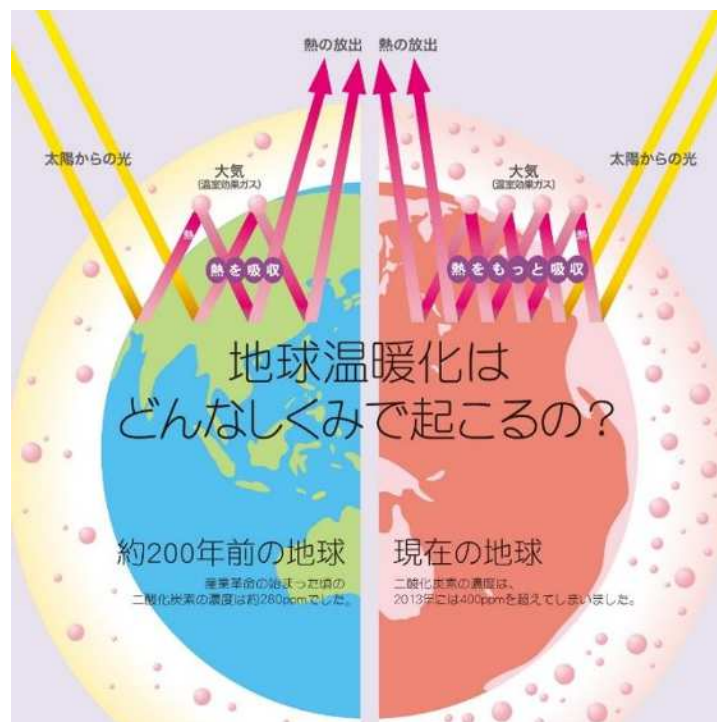 熱の放出 熱の放出
太陽からの光
大気
(温室効果ガス)
熱
熱を吸収
大気
(温室効果ガス)
太陽からの光
熱
熱をもっと吸収
地球温暖化は
どんなしくみで起こるの?
約200年前の地球
産業革命の始まった頃の
二酸化炭素の濃度は約280ppmでした。
現在の地球
二酸化炭素の濃度は、
2013年には400ppmを超えてしまいました。